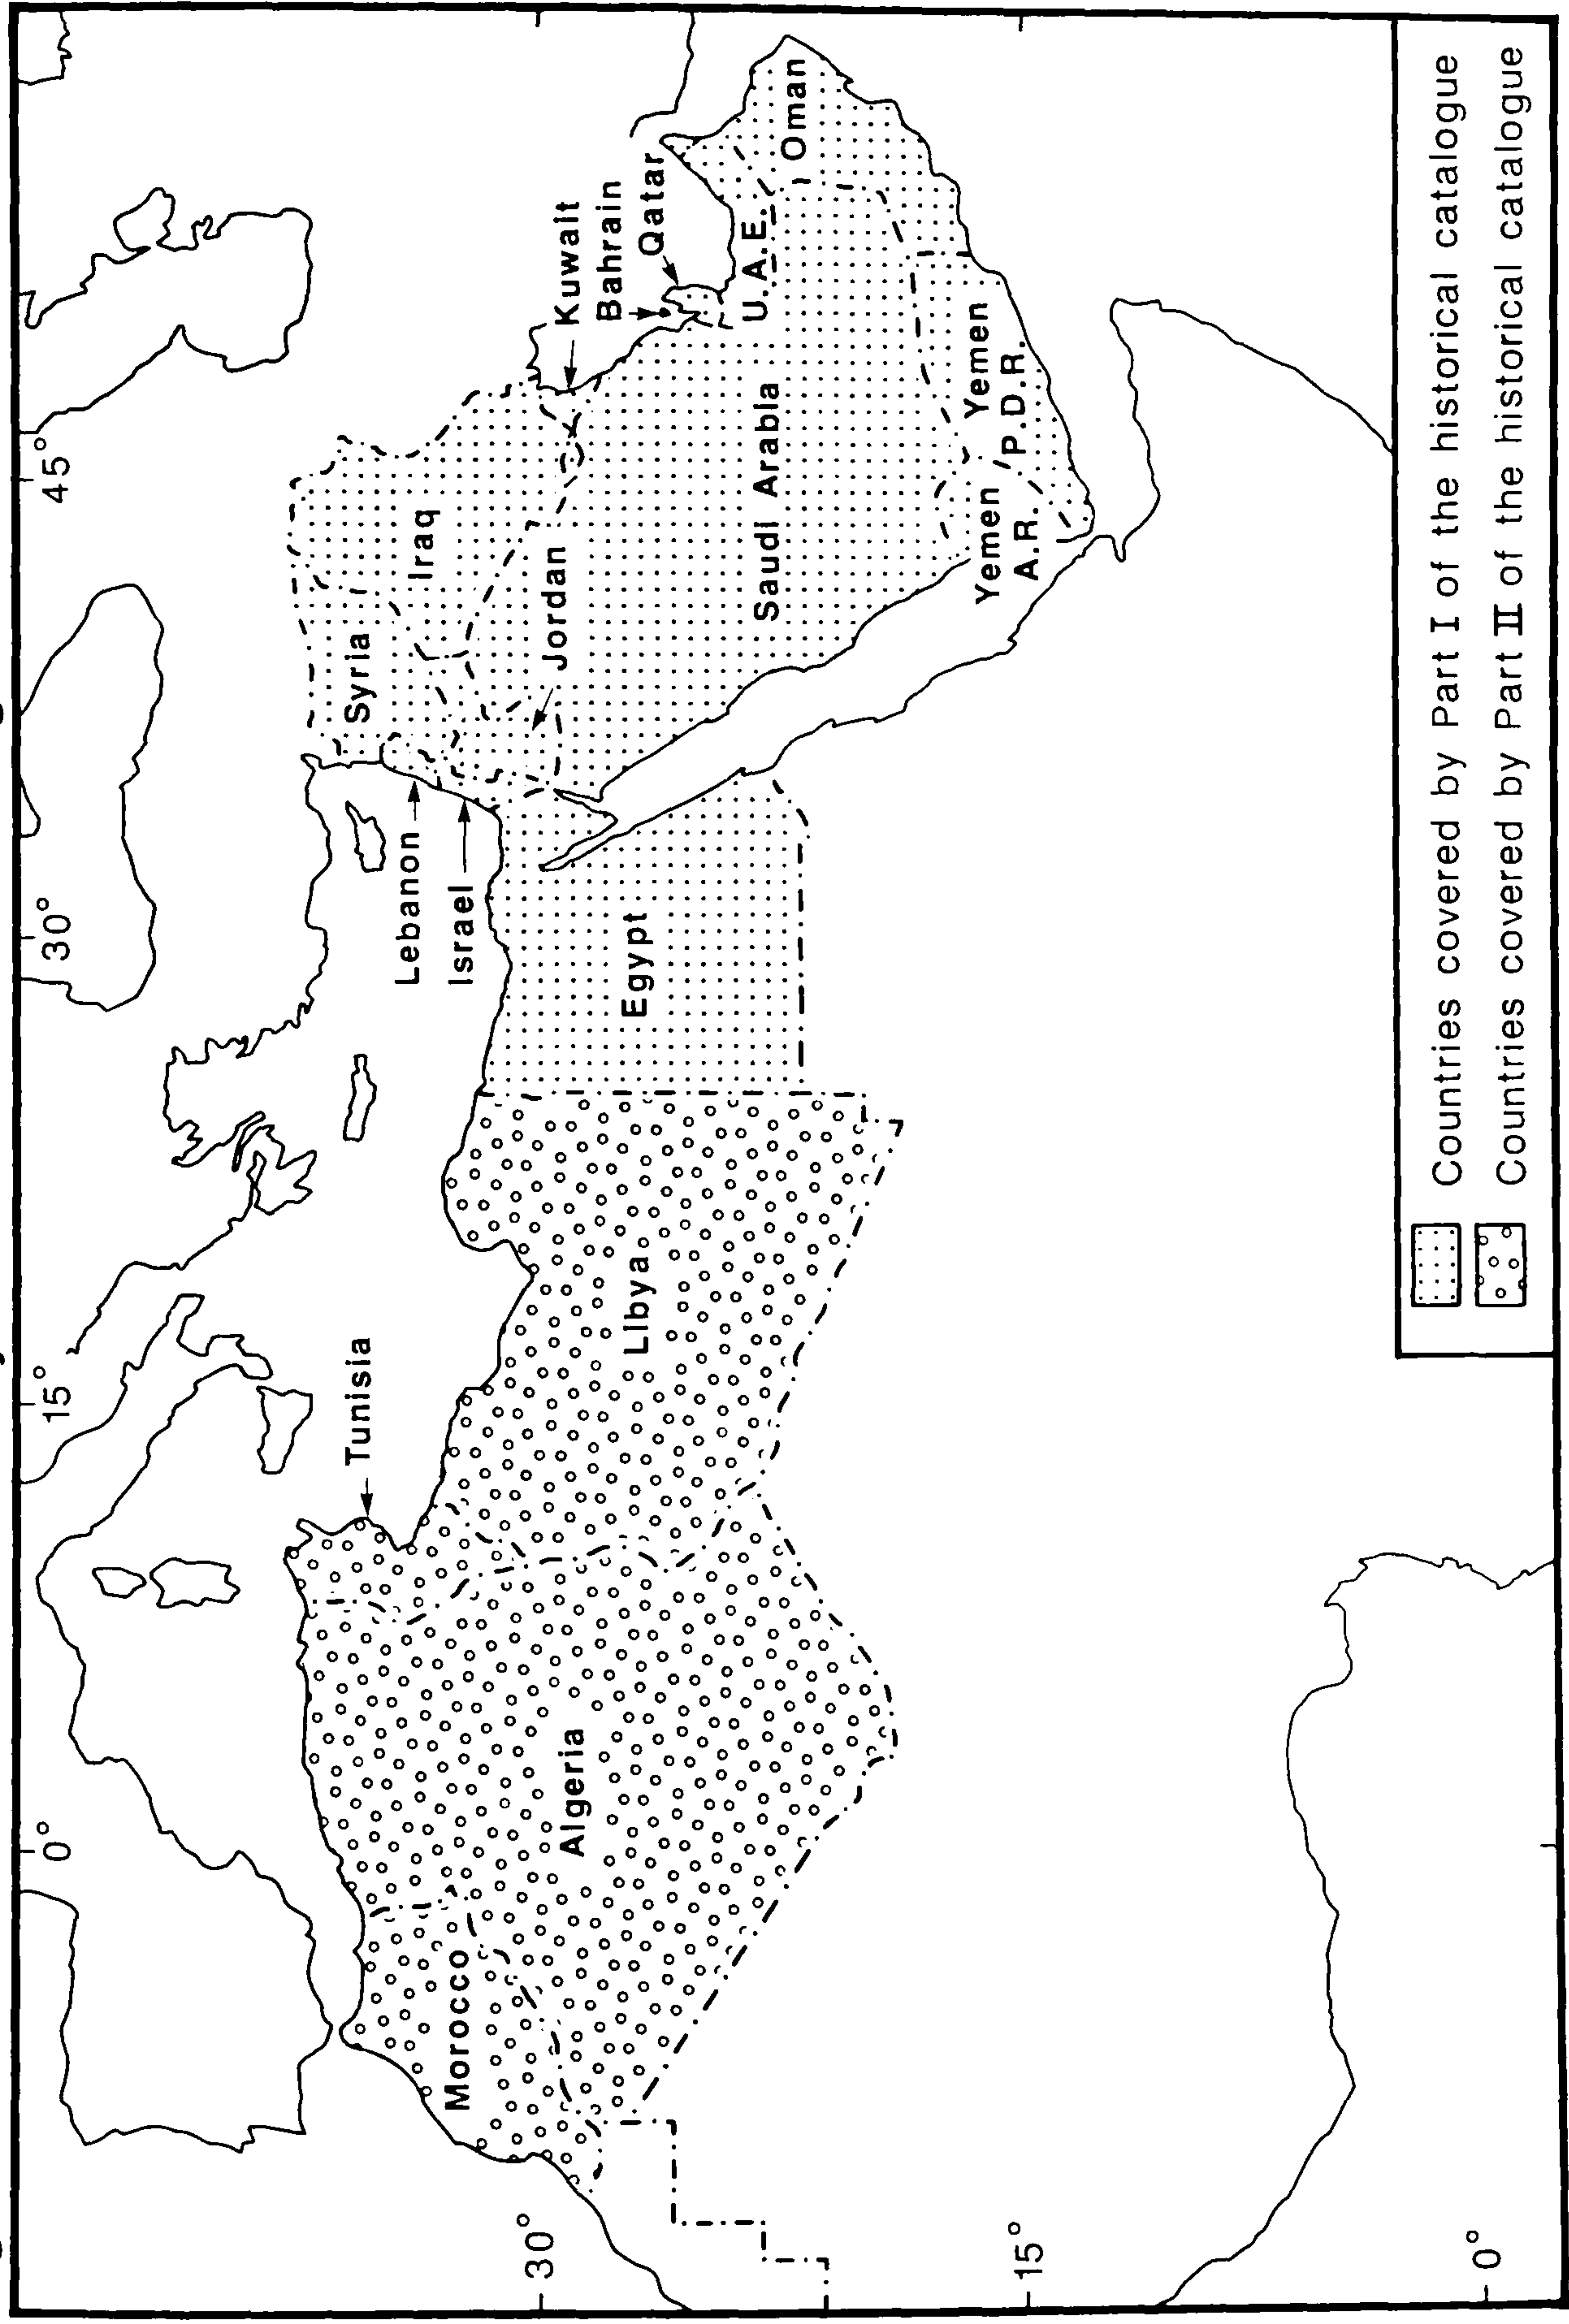 0°
15°
30°
45°
Tunisia
Lebanon
Israel
Syria
Iraq
Jordan
Kuwait
Bahrain
Qatar
U.A.E.
Oman
Saudi Arabia
Yemen
A.R.
Yemen
P.D.R.
Morocco
Algeria
Libya
Egypt
30°
15°
0°
Countries covered by Part I of the historical catalogue
Countries covered by Part II of the historical catalogue